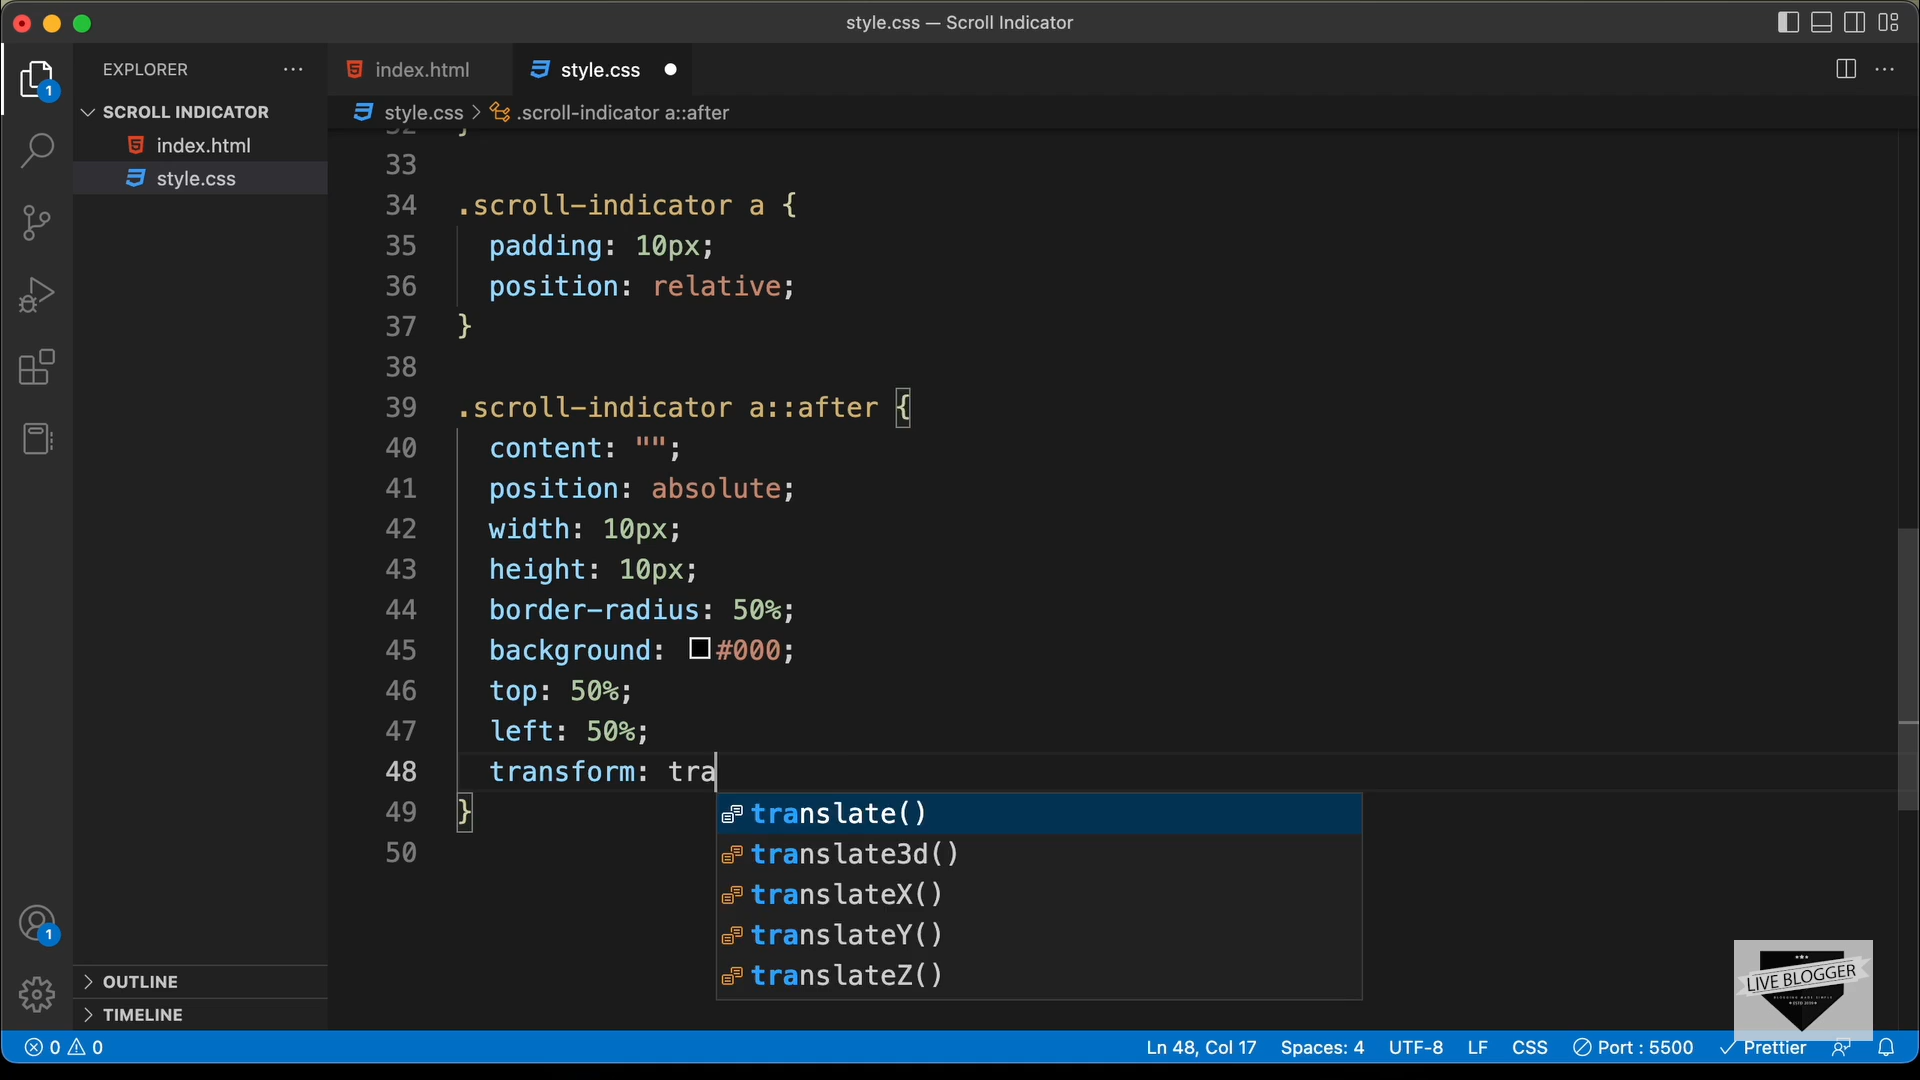 style.css — Scroll Indicator
EXPLORER
index.html
style.css
1
SCROLL INDICATOR
style.css > .scroll-indicator a::after
index.html
style.css
32 }
33
34 .scroll-indicator a {
35 padding: 10px;
36 position: relative;
37 }
38
39 .scroll-indicator a::after {
40 content: "";
41 position: absolute;
42 width: 10px;
43 height: 10px;
44 border-radius: 50%;
45 background: #000;
46 top: 50%;
47 left: 50%;
48 transform: tra
49 }
50
translate()
translate3d()
translateX()
translateY()
translateZ()
1
OUTLINE
TIMELINE
LIVE BLOGGER
0 0
Ln 48, Col 17
Spaces: 4
UTF-8
LF
CSS
Port : 5500
Prettier